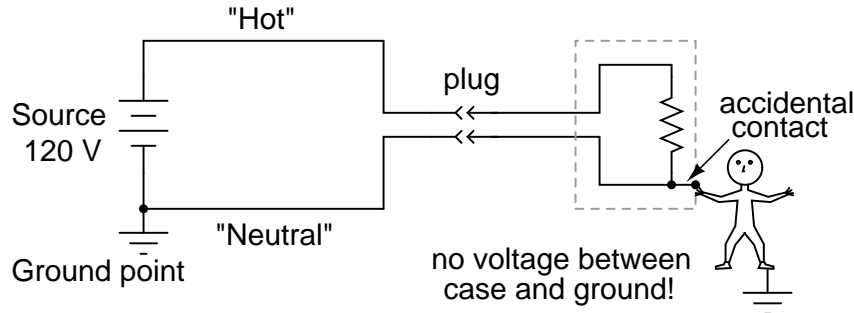 "Hot"
plug
Source
120 V
accidental
contact
"Neutral"
Ground point
no voltage between
case and ground!